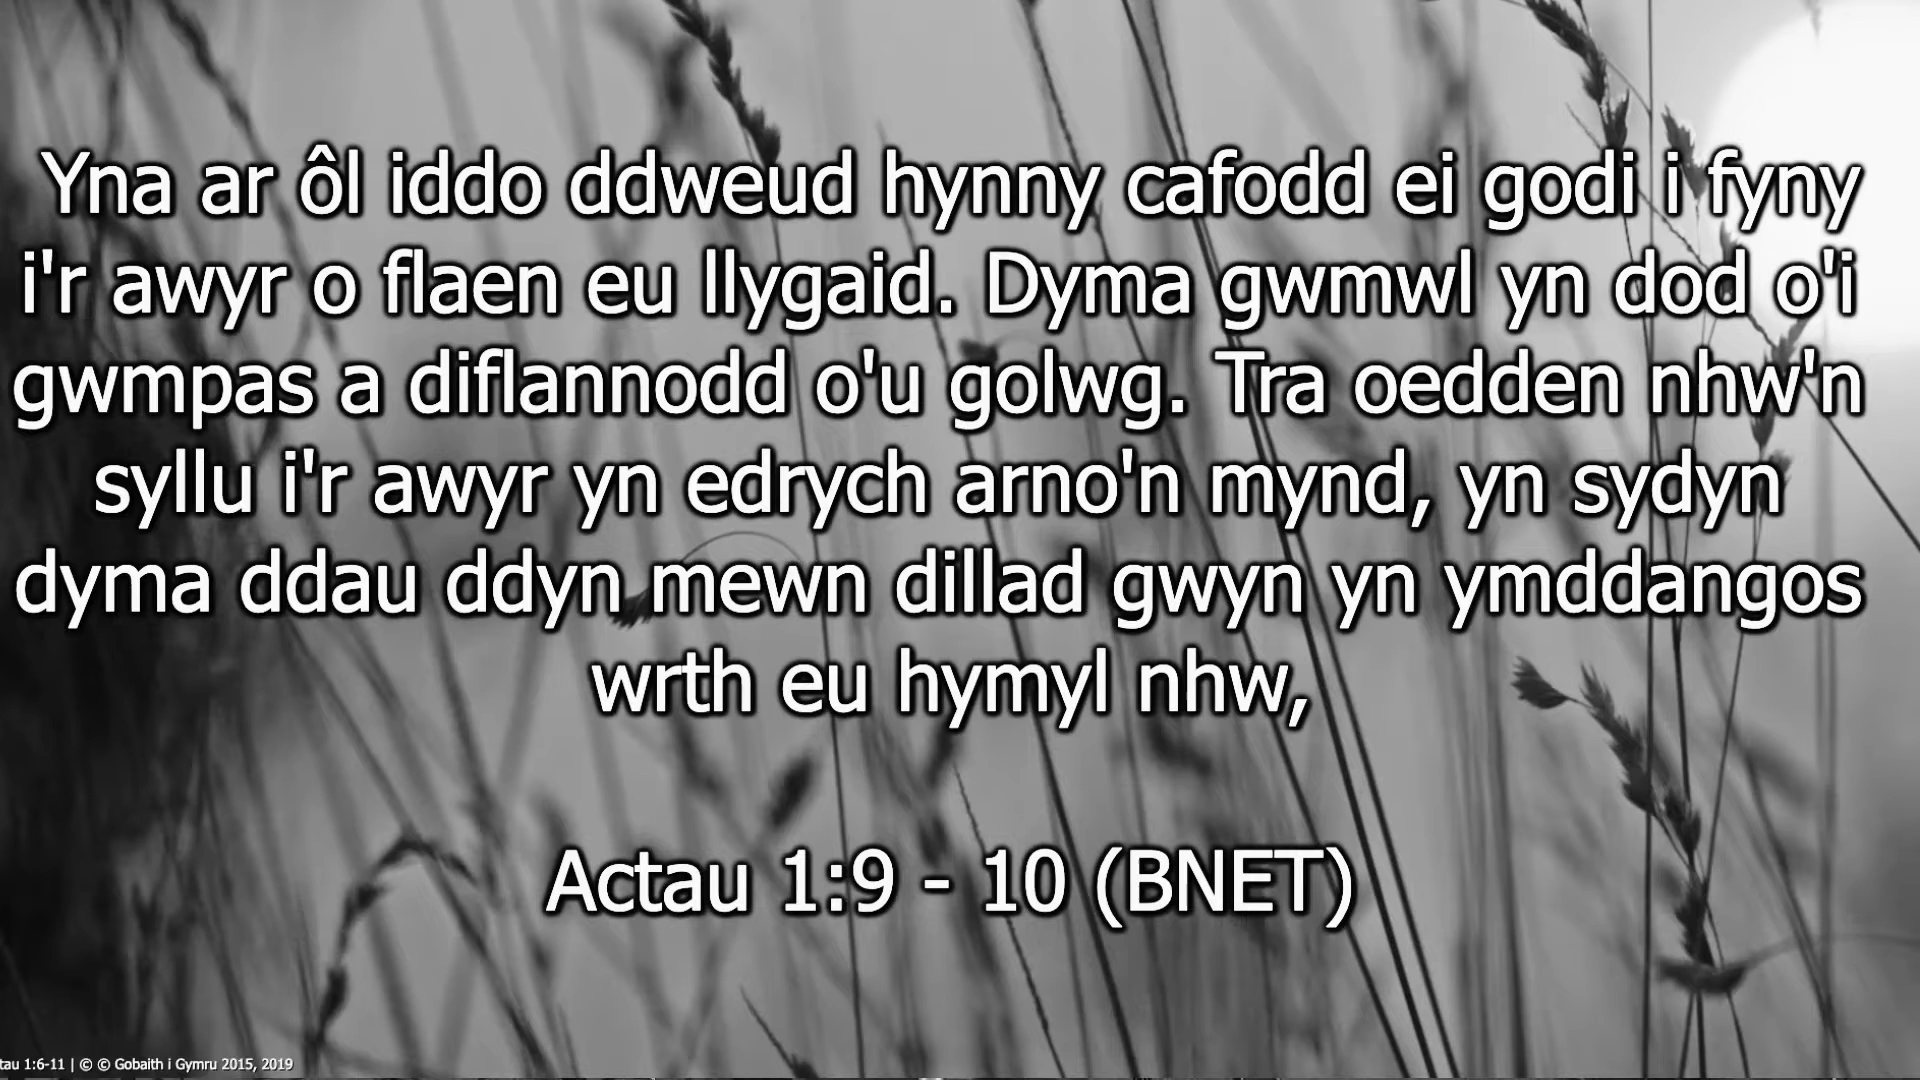 Yna ar ôl iddo ddweud hynny cafodd ei godi i fyny
i'r awyr o flaen eu llygaid. Dyma gwmwl yn dod o'i
gwmpas a diflannodd o'u golwg. Tra oedden nhw'n
syllu i'r awyr yn edrych arno'n mynd, yn sydyn
dyma ddau ddyn mewn dillad gwyn yn ymddangos
wrth eu hymyl nhw,
Actau 1:9 - 10 (BNET)
tau 1:6-11 | © © Gobaith i Gymru 2015, 2019